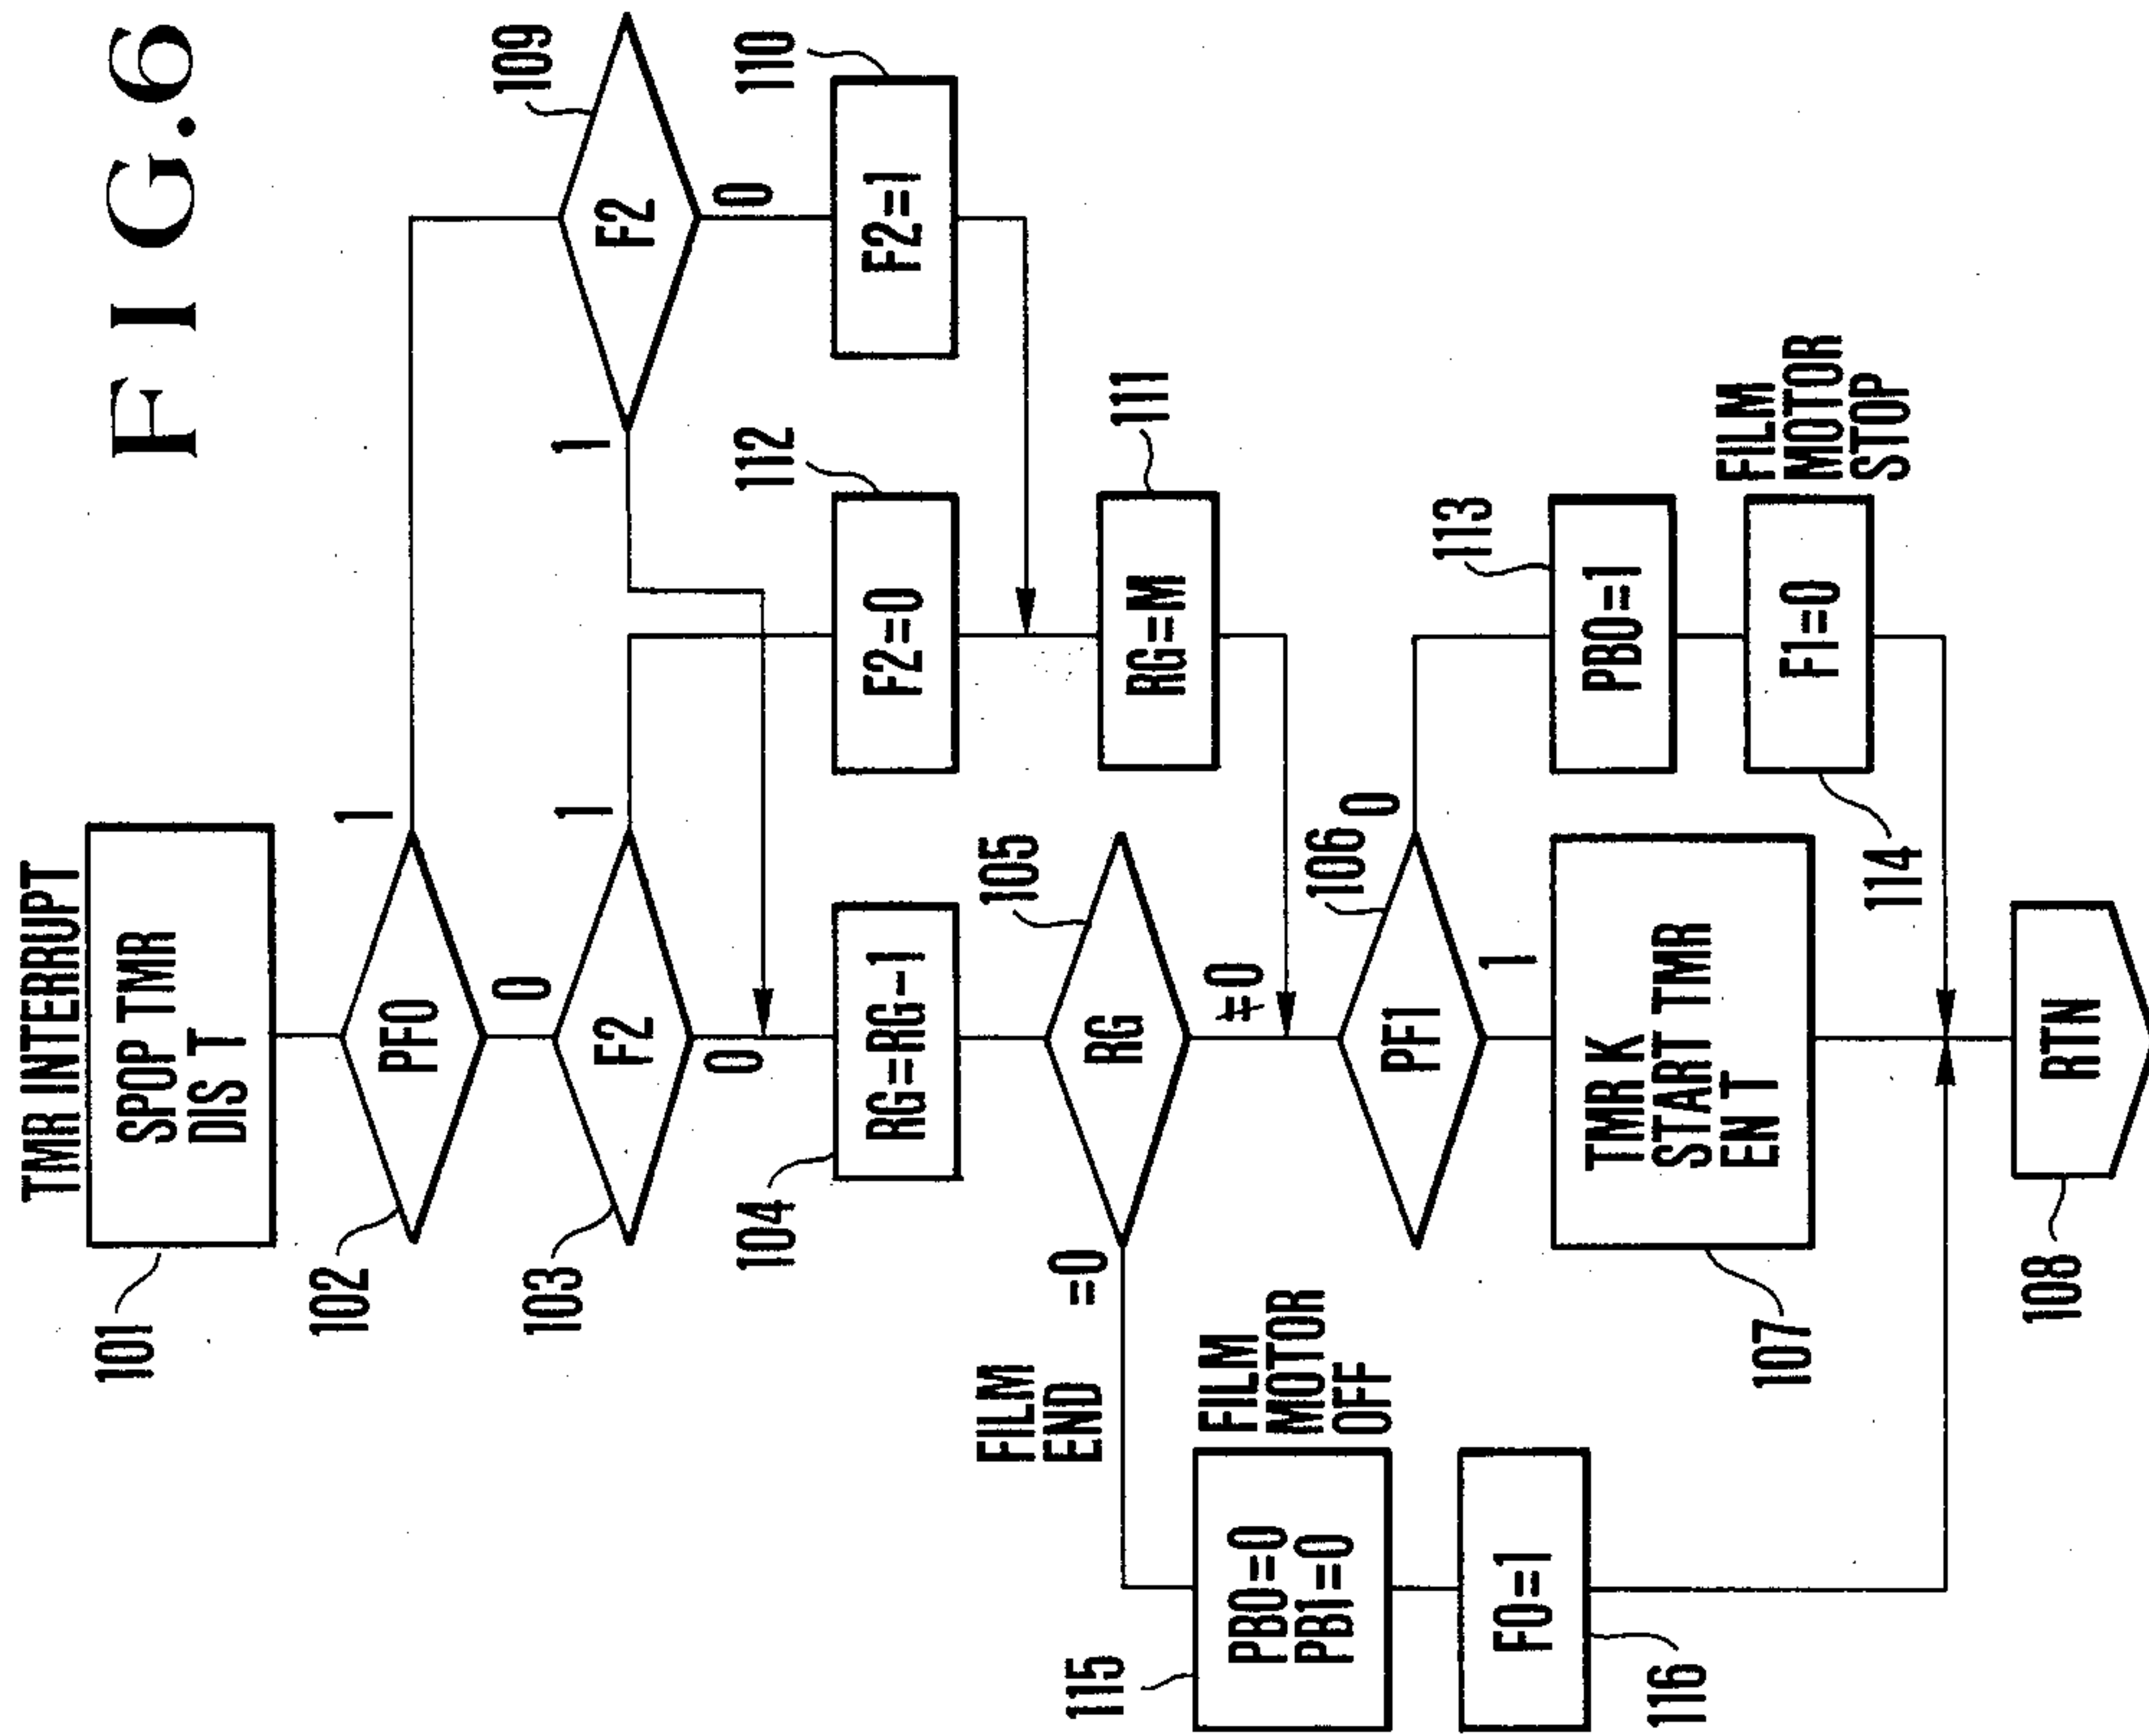 FIG.6
TMR INTERRUPT
101
SPOP TMR
DIS T
102
PF0
1
0
103
F2
1
0
109
F2
1
0
110
F2=1
112
F2=0
104
RG=RG-1
111
RG=M
105
RG
=0
≠0
FILM
END
106
PF1
0
1
115
PB0=0
PB1=0
FILM
MOTOR
OFF
116
F0=1
107
TMR K
START TMR
EN T
113
PB0=1
114
F1=0
FILM
MOTOR
STOP
108
RTN